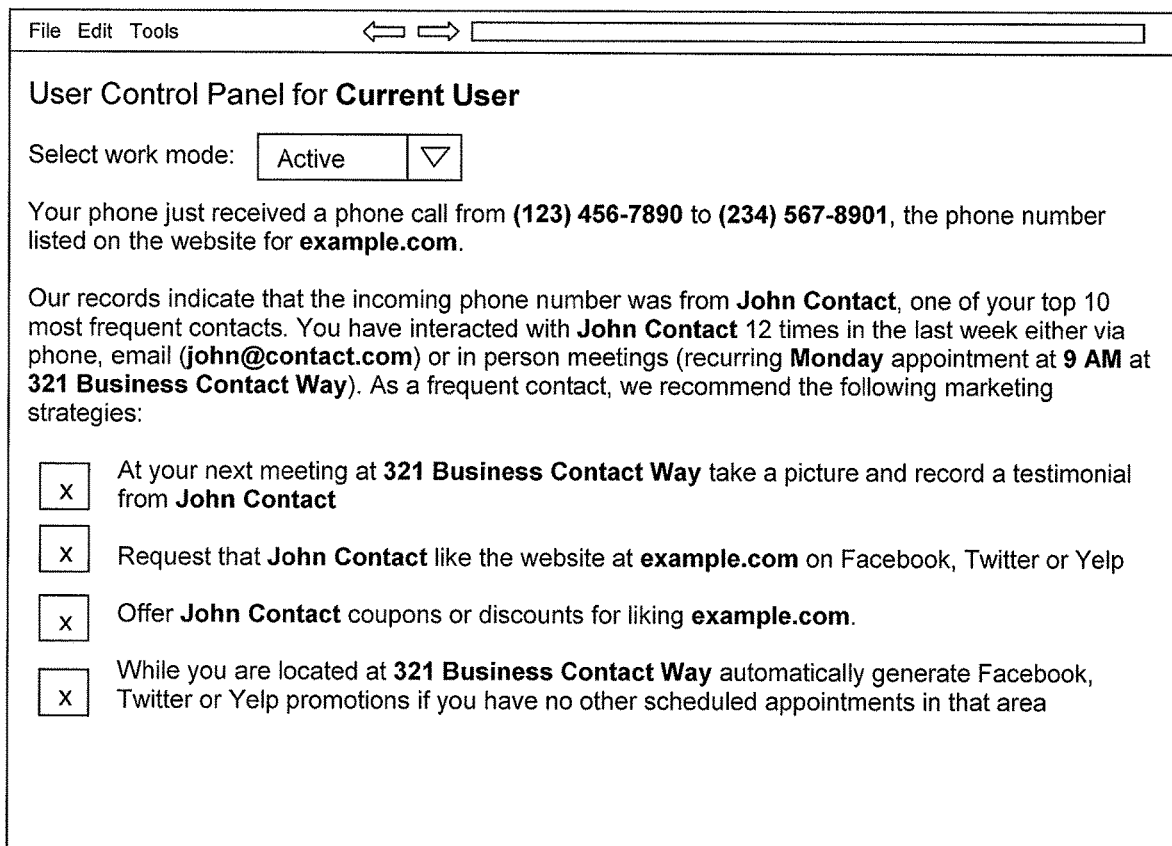 File Edit Tools
User Control Panel for Current User
Select work mode: Active
Your phone just received a phone call from (123) 456-7890 to (234) 567-8901, the phone number
listed on the website for example.com.
Our records indicate that the incoming phone number was from John Contact, one of your top 10
most frequent contacts. You have interacted with John Contact 12 times in the last week either via
phone, email (john@contact.com) or in person meetings (recurring Monday appointment at 9 AM at
321 Business Contact Way). As a frequent contact, we recommend the following marketing
strategies:
x At your next meeting at 321 Business Contact Way take a picture and record a testimonial
from John Contact
x Request that John Contact like the website at example.com on Facebook, Twitter or Yelp
x Offer John Contact coupons or discounts for liking example.com.
x While you are located at 321 Business Contact Way automatically generate Facebook,
Twitter or Yelp promotions if you have no other scheduled appointments in that area